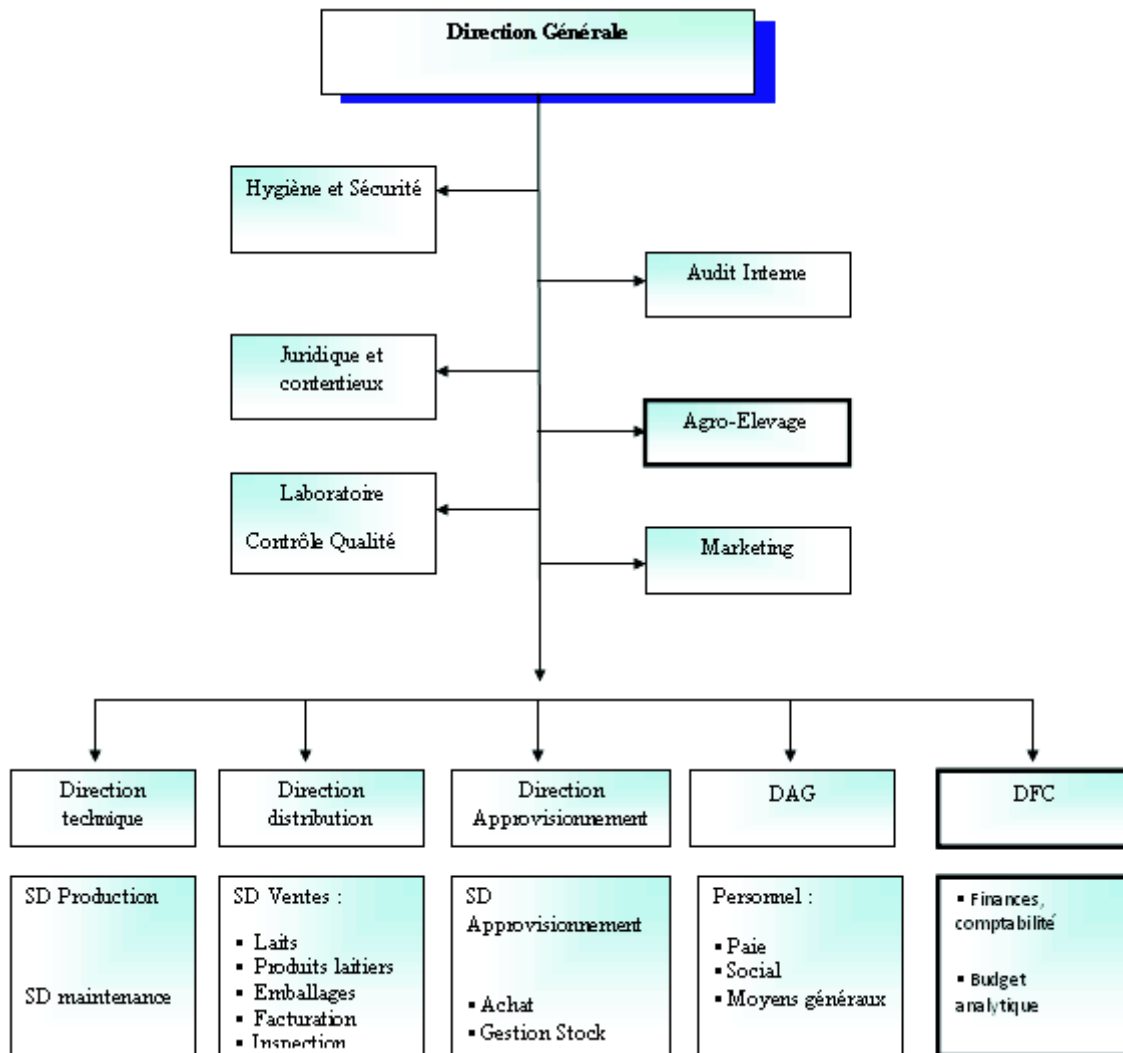 Direction Générale
Hygiène et Sécurité
Audit Interne
Juridique et
contentieux
Agro-Elevage
Laboratoire
Contrôle Qualité
Marketing
Direction
technique
Direction
distribution
Direction
Approvisionnement
DAG
DFC
SD Production
SD maintenance
SD Ventes :
▪ Laits
▪ Produits laitiers
▪ Emballages
▪ Facturation
▪ Inspection
SD
Approvisionnement
▪ Achat
▪ Gestion Stock
Personnel :
▪ Paie
▪ Social
▪ Moyens généraux
▪ Finances,
comptabilité
▪ Budget
analytique